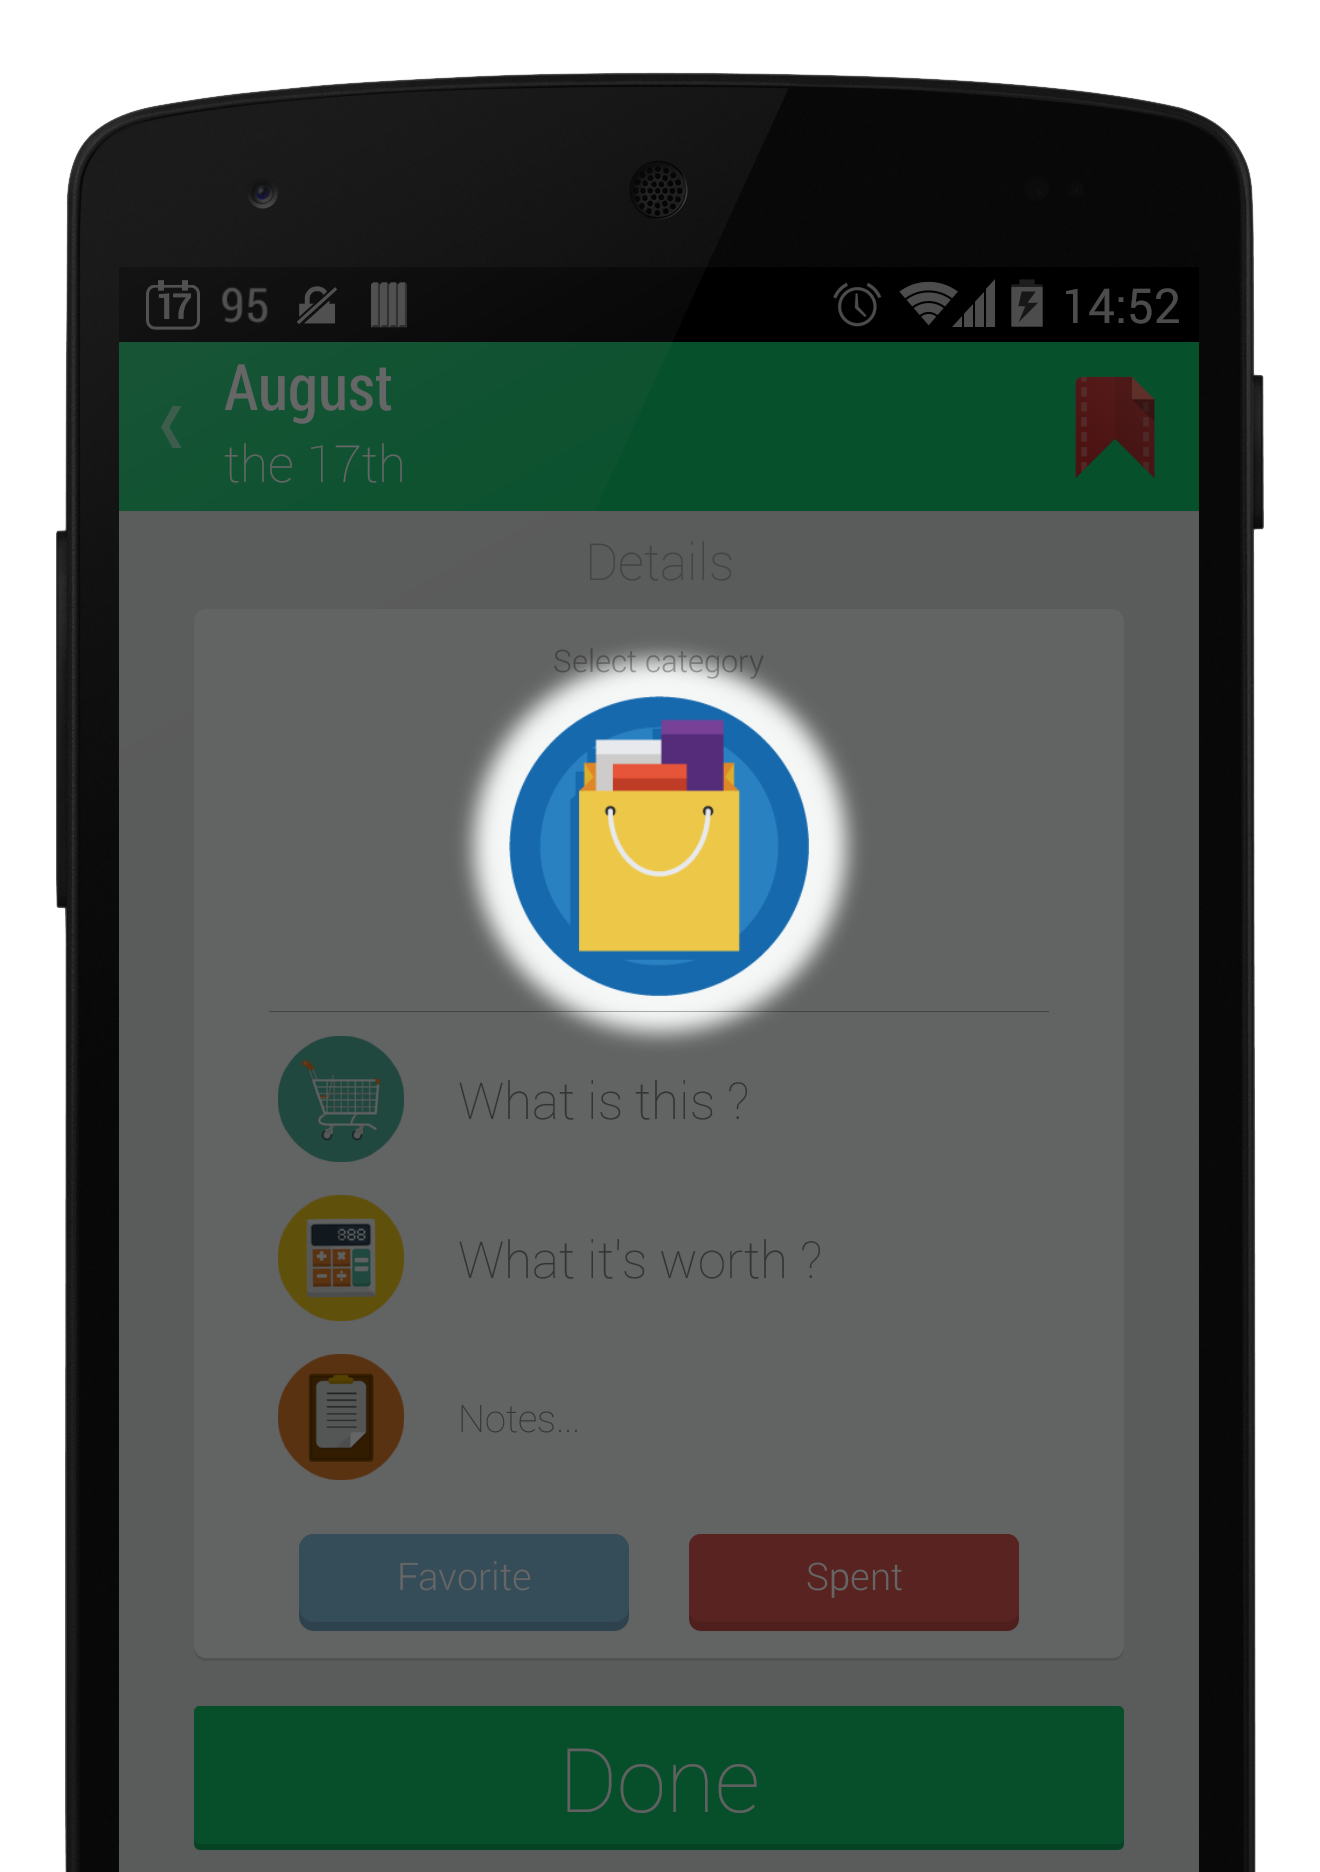 17 95 14:52
August
the 17th
Details
Select category
What is this ?
888
What it's worth ?
Notes...
Favorite Spent
Done